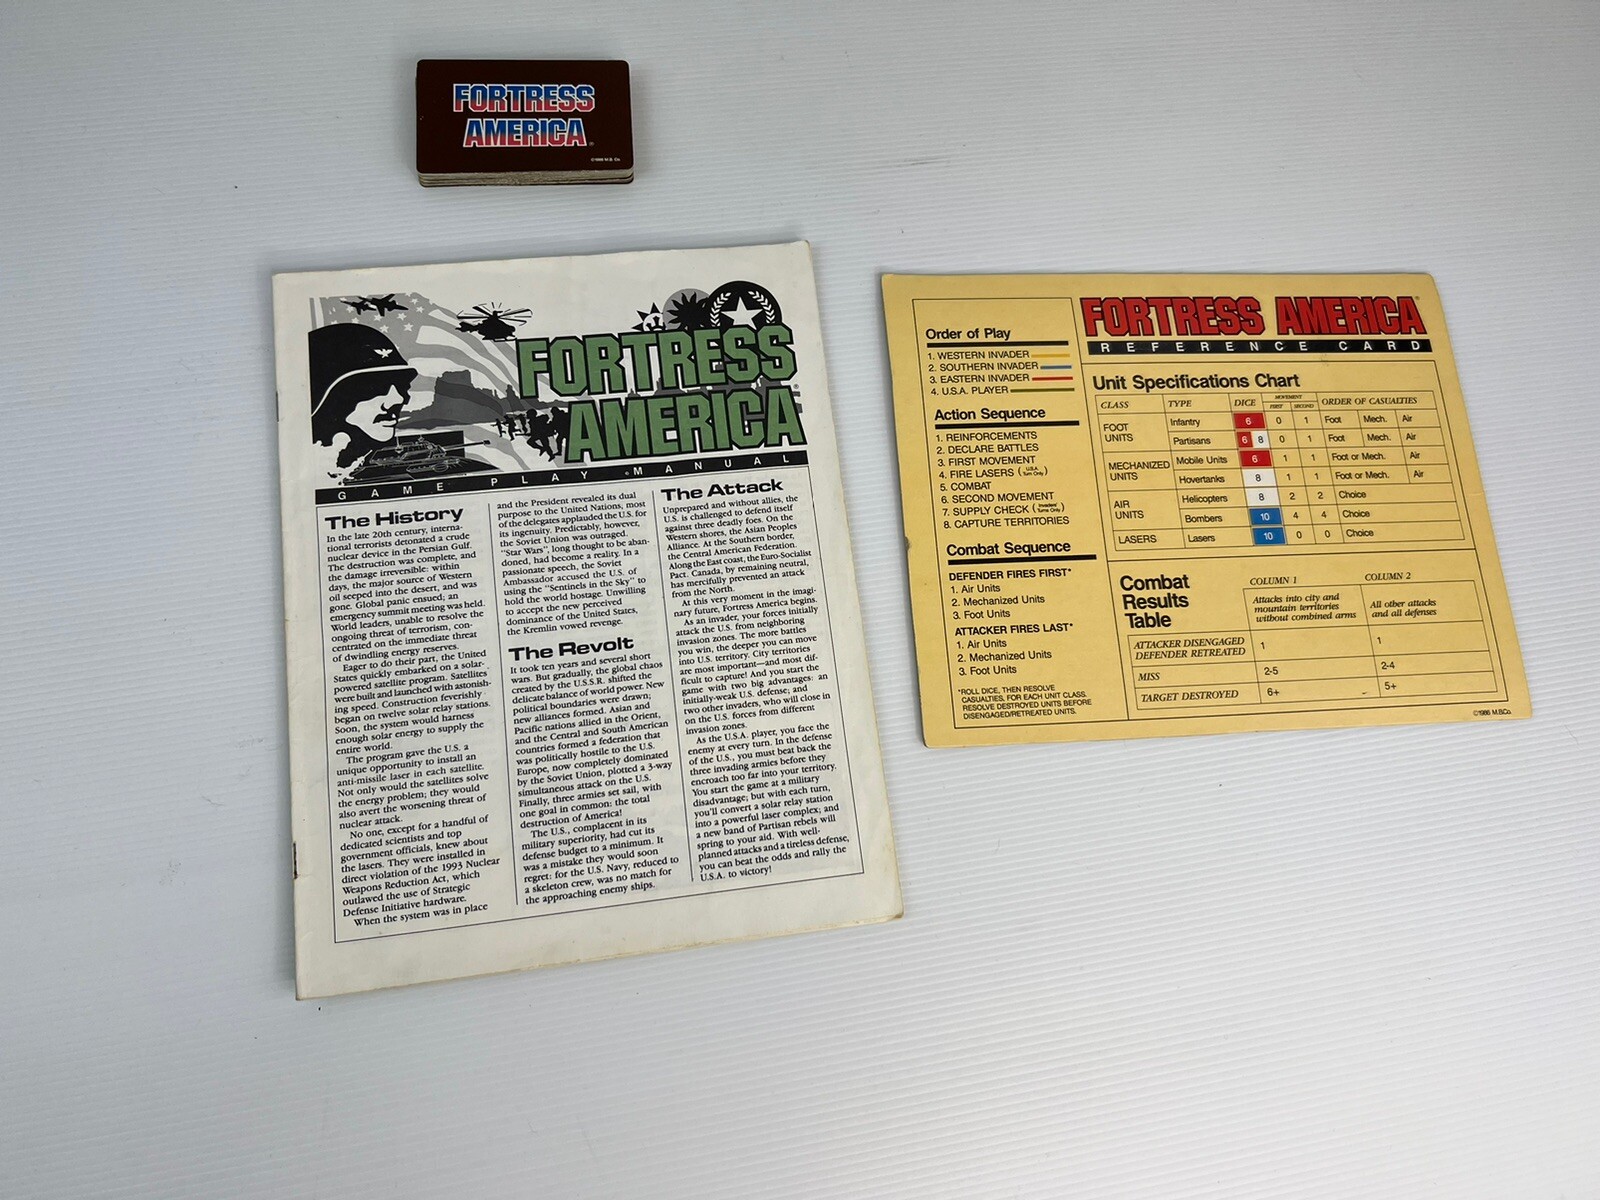 FORTRESS
AMERICA
©1986 M.B. Co.
FORTRESS
AMERICA
GAME PLAY MANUAL
The History
In the late 20th century, interna-
tional terrorists detonated a crude
nuclear device in the Persian Gulf.
The destruction was complete, and
the damage irreversible: within
days, the major source of Western
oil seeped into the desert, and was
gone. Global panic ensued; an
emergency summit meeting was held.
World leaders, unable to resolve the
ongoing threat of terrorism, con-
centrated on the immediate threat
of dwindling energy reserves.
Eager to do their part, the United
States quickly embarked on a solar-
powered satellite program. Satellites
were built and launched with astonish-
ing speed. Construction feverishly
began on twelve solar relay stations.
Soon, the system would harness
enough solar energy to supply the
entire world.
The program gave the U.S. a
unique opportunity to install an
anti-missile laser in each satellite.
Not only would the satellites solve
the energy problem; they would
also avert the worsening threat of
nuclear attack.
No one, except for a handful of
dedicated scientists and top
government officials, knew about
the lasers. They were installed in
direct violation of the 1993 Nuclear
Weapons Reduction Act, which
outlawed the use of Strategic
Defense Initiative hardware.
When the system was in place
and the President revealed its dual
purpose to the United Nations, most
of the delegates applauded the U.S. for
its ingenuity. Predictably, however,
the Soviet Union was outraged.
"Star Wars", long thought to be aban-
doned, had become a reality. In a
passionate speech, the Soviet
Ambassador accused the U.S. of
using the "Sentinels in the Sky" to
hold the world hostage. Unwilling
to accept the new perceived
dominance of the United States,
the Kremlin vowed revenge.
The Revolt
It took ten years and several short
wars. But gradually, the global chaos
created by the U.S.S.R. shifted the
delicate balance of world power. New
political boundaries were drawn;
new alliances formed. Asian and
Pacific nations allied in the Orient,
and the Central and South American
countries formed a federation that
was politically hostile to the U.S.
Europe, now completely dominated
by the Soviet Union, plotted a 3-way
simultaneous attack on the U.S.
Finally, three armies set sail, with
one goal in common: the total
destruction of America!
The U.S., complacent in its
military superiority, had cut its
defense budget to a minimum. It
was a mistake they would soon
regret: for the U.S. Navy, reduced to
a skeleton crew, was no match for
the approaching enemy ships.
The Attack
Unprepared and without allies, the
U.S. is challenged to defend itself
against three deadly foes. On the
Western shores, the Asian Peoples
Alliance. At the Southern border,
the Central American Federation.
Along the East coast, the Euro-Socialist
Pact. Canada, by remaining neutral,
has mercifully prevented an attack
from the North.
At this very moment in the imagi-
nary future, Fortress America begins.
As an invader, your forces initially
attack the U.S. from neighboring
invasion zones. The more battles
you win, the deeper you can move
into U.S. territory. City territories
are most important—and most dif-
ficult to capture! And you start the
game with two big advantages: an
initially-weak U.S. defense; and
two other invaders, who will close in
on the U.S. forces from different
invasion zones.
As the U.S.A. player, you face the
enemy at every turn. In the defense
of the U.S., you must beat back the
three invading armies before they
encroach too far into your territory.
You start the game at a military
disadvantage; but with each turn,
you'll convert a solar relay station
into a powerful laser complex; and
a new band of Partisan rebels will
spring to your aid. With well-
planned attacks and a tireless defense,
you can beat the odds and rally the
U.S.A. to victory!
Order of Play
1. WESTERN INVADER
2. SOUTHERN INVADER
3. EASTERN INVADER
4. U.S.A. PLAYER
Action Sequence
1. REINFORCEMENTS
2. DECLARE BATTLES
3. FIRST MOVEMENT
4. FIRE LASERS (U.S.A. Turn Only)
5. COMBAT
6. SECOND MOVEMENT
7. SUPPLY CHECK (Invaders' Turns Only)
8. CAPTURE TERRITORIES
Combat Sequence
DEFENDER FIRES FIRST*
1. Air Units
2. Mechanized Units
3. Foot Units
ATTACKER FIRES LAST*
1. Air Units
2. Mechanized Units
3. Foot Units
*ROLL DICE, THEN RESOLVE
CASUALTIES, FOR EACH UNIT CLASS.
RESOLVE DESTROYED UNITS BEFORE
DISENGAGED/RETREATED UNITS.
FORTRESS AMERICA®
REFERENCE CARD
Unit Specifications Chart
CLASS TYPE DICE MOVEMENT FIRST SECOND ORDER OF CASUALTIES
FOOT UNITS Infantry 6 0 1 Foot Mech. Air
Partisans 6 8 0 1 Foot Mech. Air
MECHANIZED UNITS Mobile Units 6 1 1 Foot or Mech. Air
Hovertanks 8 1 1 Foot or Mech. Air
AIR UNITS Helicopters 8 2 2 Choice
Bombers 10 4 4 Choice
LASERS Lasers 10 0 0 Choice
Combat
Results
Table
COLUMN 1 COLUMN 2
Attacks into city and
mountain territories
without combined arms
All other attacks
and all defenses
ATTACKER DISENGAGED
DEFENDER RETREATED 1 1
MISS 2-5 2-4
TARGET DESTROYED 6+ 5+
©1986 M.B.Co.